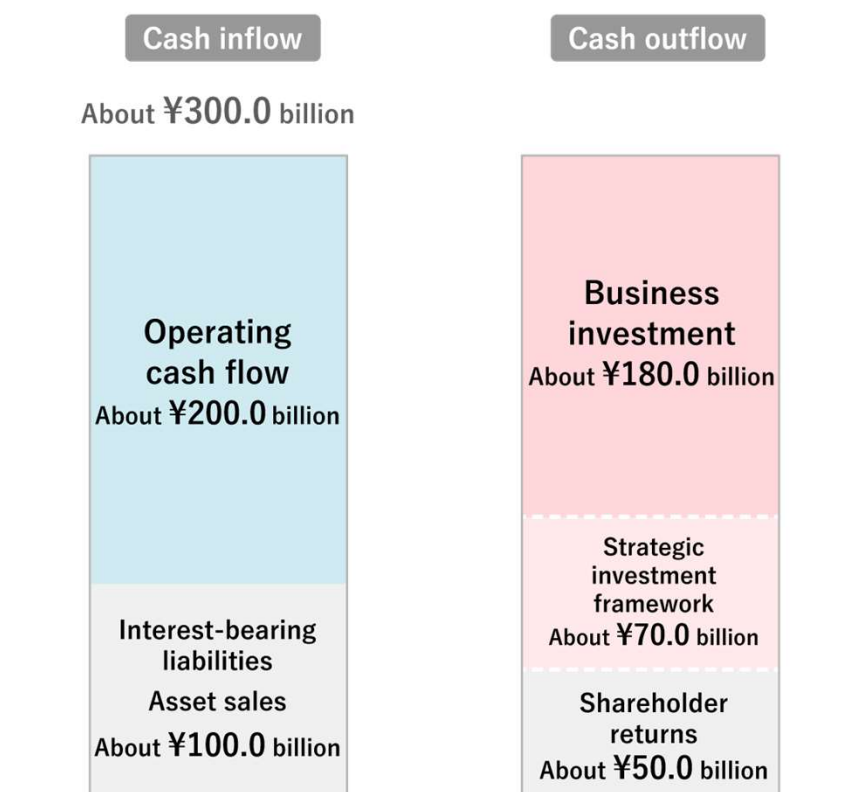 Cash inflow
About ¥300.0 billion
Operating
cash flow
About ¥200.0 billion
Interest-bearing
liabilities
Asset sales
About ¥100.0 billion
Cash outflow
Business
investment
About ¥180.0 billion
Strategic
investment
framework
About ¥70.0 billion
Shareholder
returns
About ¥50.0 billion